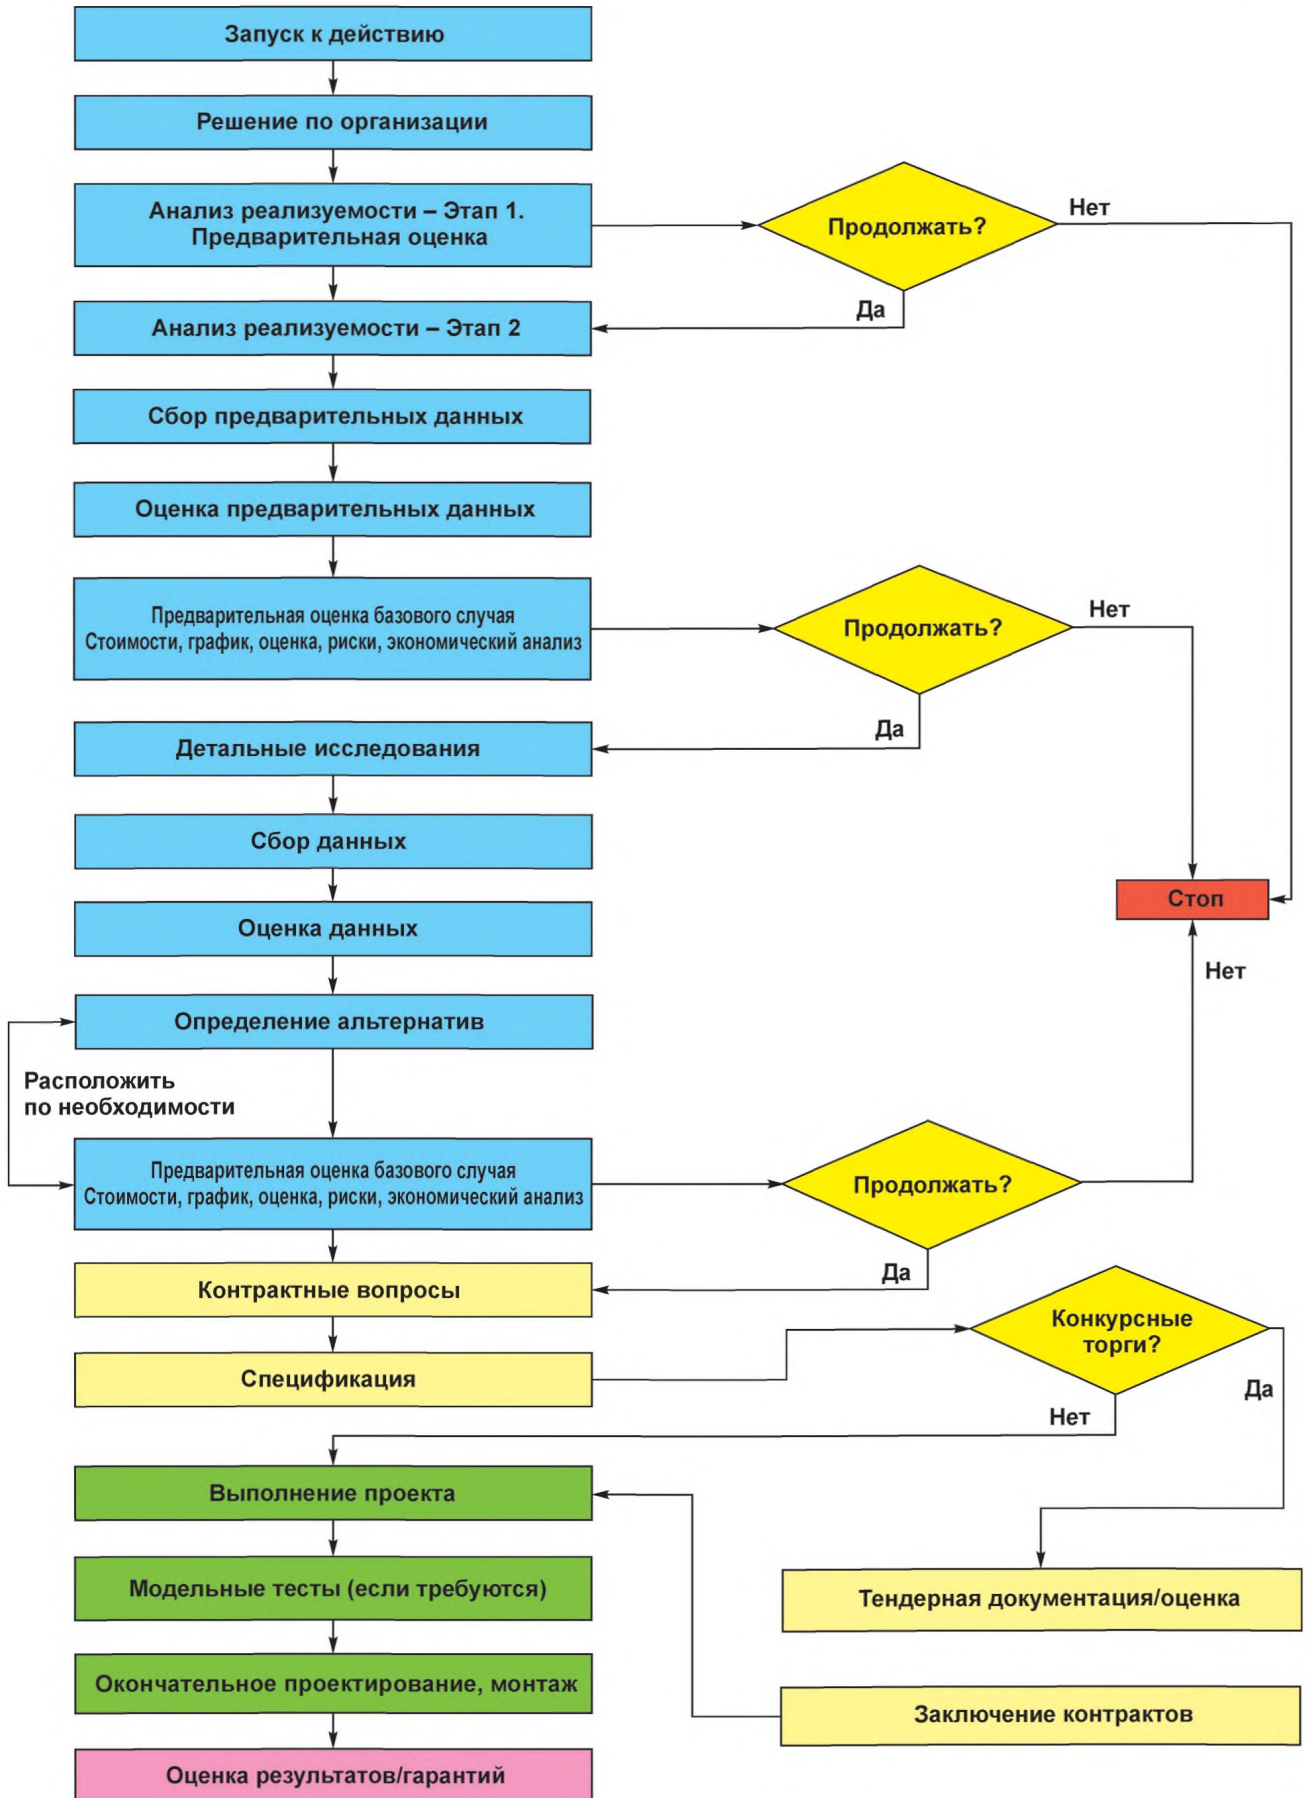 Запуск к действию
Решение по организации
Анализ реализуемости – Этап 1.
Предварительная оценка
Продолжать?
Нет
Да
Анализ реализуемости – Этап 2
Сбор предварительных данных
Оценка предварительных данных
Предварительная оценка базового случая
Стоимости, график, оценка, риски, экономический анализ
Продолжать?
Нет
Да
Детальные исследования
Сбор данных
Стоп
Оценка данных
Нет
Определение альтернатив
Расположить
по необходимости
Предварительная оценка базового случая
Стоимости, график, оценка, риски, экономический анализ
Продолжать?
Да
Контрактные вопросы
Конкурсные
торги?
Спецификация
Да
Нет
Выполнение проекта
Модельные тесты (если требуются)
Тендерная документация/оценка
Окончательное проектирование, монтаж
Заключение контрактов
Оценка результатов/гарантий